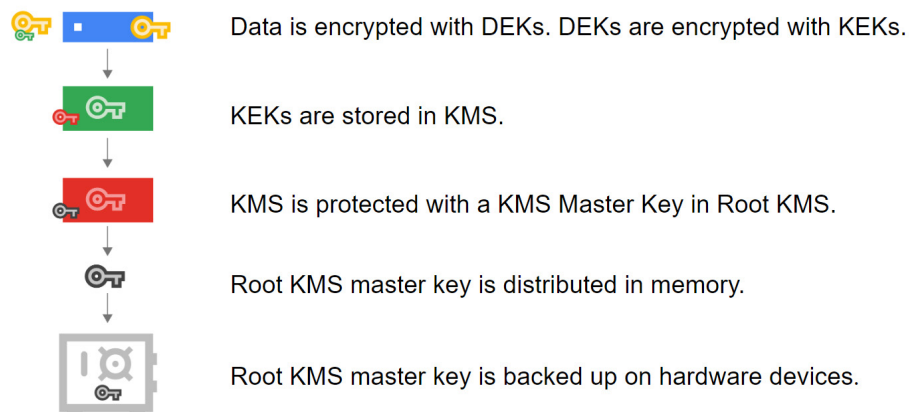 Data is encrypted with DEKs. DEKs are encrypted with KEKs.
KEKs are stored in KMS.
KMS is protected with a KMS Master Key in Root KMS.
Root KMS master key is distributed in memory.
Root KMS master key is backed up on hardware devices.